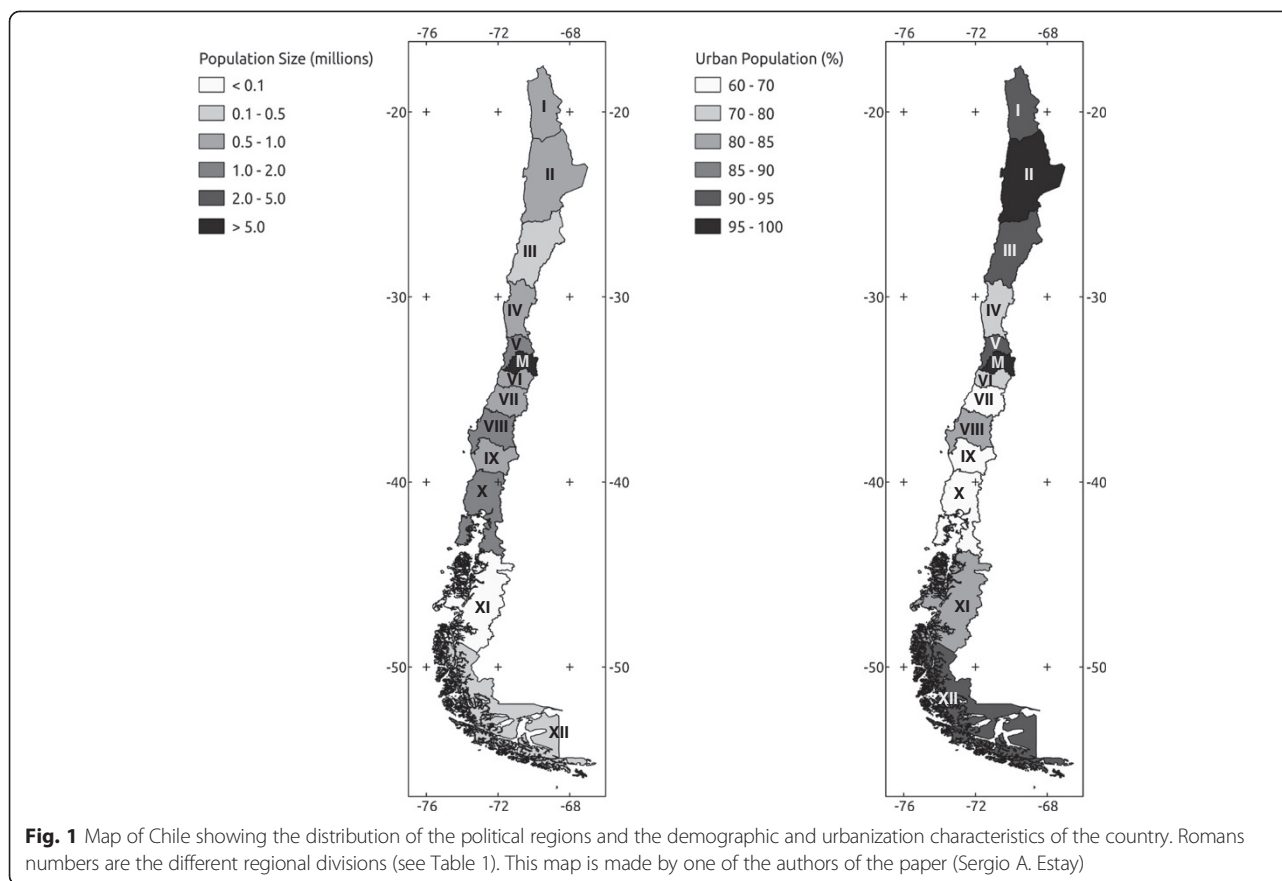 -76 -72 -68
Population Size (millions)
< 0.1
0.1 - 0.5
0.5 - 1.0
1.0 - 2.0
2.0 - 5.0
> 5.0
-20
-30
-40
-50
I
II
III
IV
V
M
VI
VII
VIII
IX
X
XI
XII
-76 -72 -68
-76 -72 -68
Urban Population (%)
60 - 70
70 - 80
80 - 85
85 - 90
90 - 95
95 - 100
-20
-30
-40
-50
I
II
III
IV
V
M
VI
VII
VIII
IX
X
XI
XII
-20
-30
-40
-50
-76 -72 -68
Fig. 1 Map of Chile showing the distribution of the political regions and the demographic and urbanization characteristics of the country. Romans
numbers are the different regional divisions (see Table 1). This map is made by one of the authors of the paper (Sergio A. Estay)